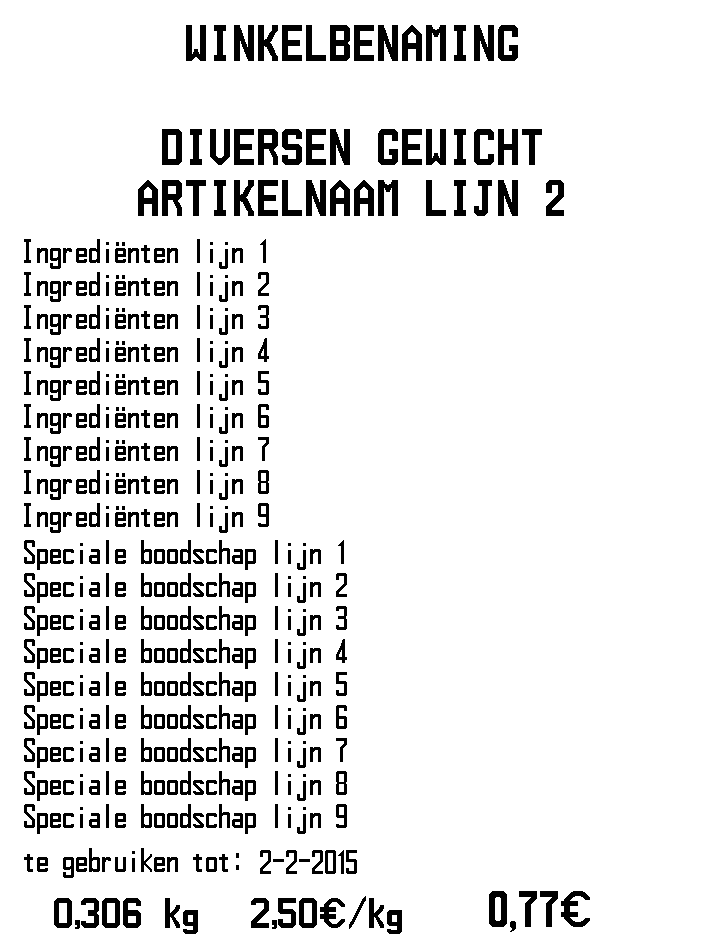 WINKELBENAMING
DIVERSEN GEWICHT
ARTIKELNAAM LIJN 2
Ingrediënten lijn 1
Ingrediënten lijn 2
Ingrediënten lijn 3
Ingrediënten lijn 4
Ingrediënten lijn 5
Ingrediënten lijn 6
Ingrediënten lijn 7
Ingrediënten lijn 8
Ingrediënten lijn 9
Speciale boodschap lijn 1
Speciale boodschap lijn 2
Speciale boodschap lijn 3
Speciale boodschap lijn 4
Speciale boodschap lijn 5
Speciale boodschap lijn 6
Speciale boodschap lijn 7
Speciale boodschap lijn 8
Speciale boodschap lijn 9
te gebruiken tot: 2-2-2015
0,306 kg 2,50€/kg 0,77€